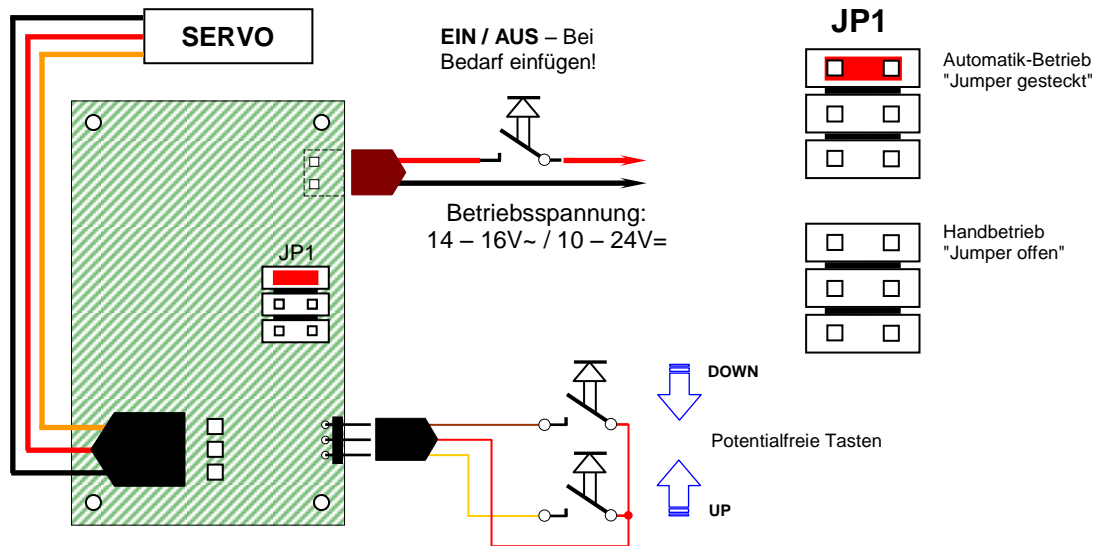 SERVO
EIN / AUS – Bei
Bedarf einfügen!
JP1
Automatik-Betrieb
"Jumper gesteckt"
Betriebsspannung:
14 – 16V~ / 10 – 24V=
Handbetrieb
"Jumper offen"
JP1
DOWN
Potentialfreie Tasten
UP